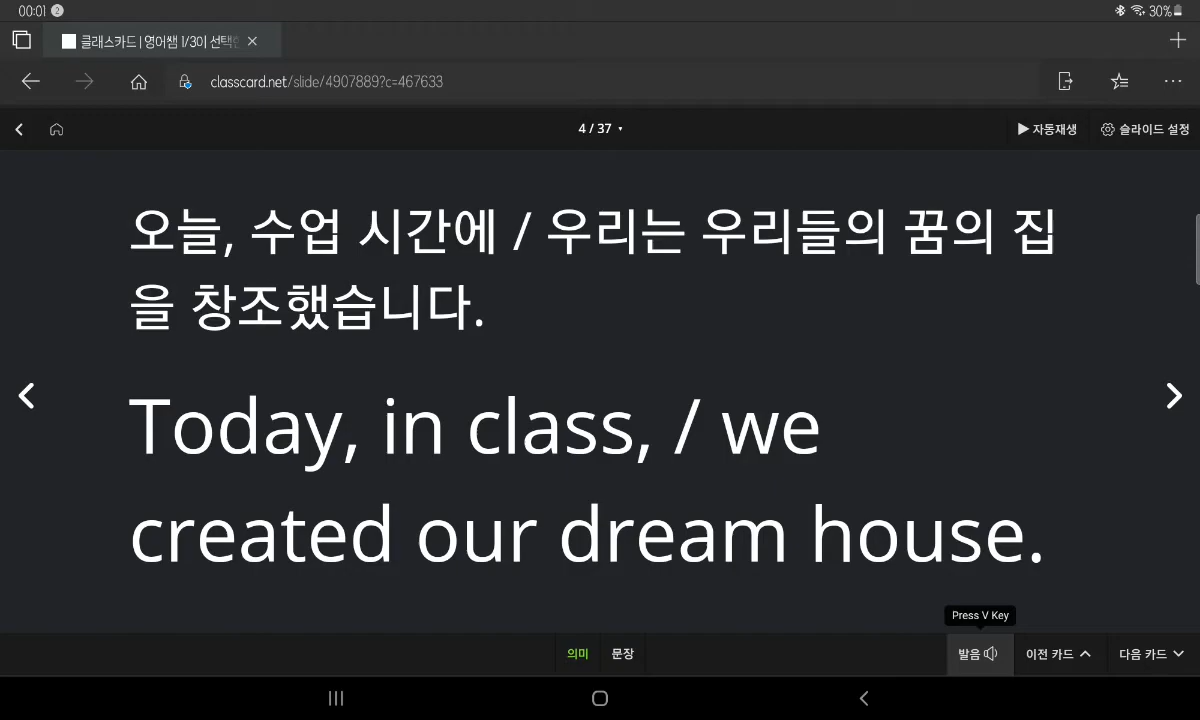 00:01 2 30%
클래스카드 | 영어쌤 1/3이 선택한
classcard.net/slide/4907889?c=467633
4 / 37 자동재생 슬라이드 설정
오늘, 수업 시간에 / 우리는 우리들의 꿈의 집
을 창조했습니다.
Today, in class, / we
created our dream house.
Press V Key
의미 문장 발음 이전 카드 다음 카드